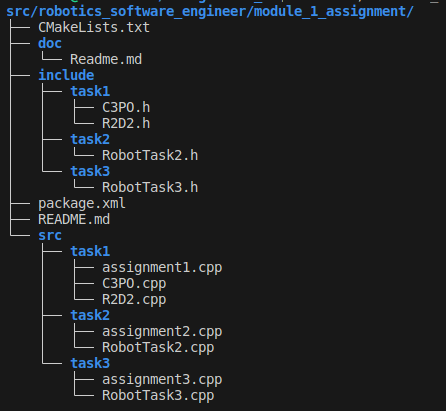 src/robotics_software_engineer/module_1_assignment/
├── CMakeLists.txt
├── doc
│   └── Readme.md
├── include
│   ├── task1
│   │   ├── C3PO.h
│   │   └── R2D2.h
│   ├── task2
│   │   └── RobotTask2.h
│   └── task3
│       └── RobotTask3.h
├── package.xml
├── README.md
└── src
    ├── task1
    │   ├── assignment1.cpp
    │   ├── C3PO.cpp
    │   └── R2D2.cpp
    ├── task2
    │   ├── assignment2.cpp
    │   └── RobotTask2.cpp
    └── task3
        ├── assignment3.cpp
        └── RobotTask3.cpp